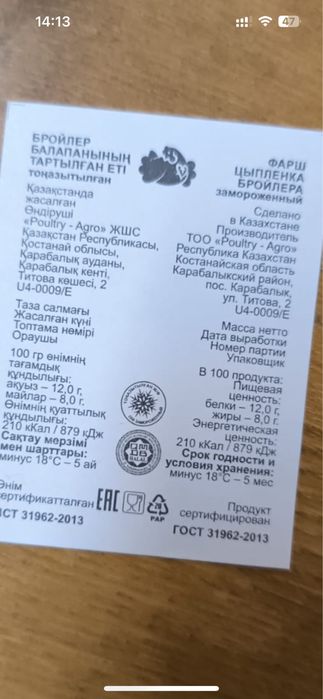 14:13
47
БРОЙЛЕР
БАЛАПАНЫНЫҢ
ТАРТЫЛҒАН ЕТІ
тоңазытылған
Қазақстанда
жасалған
Өндіруші
«Poultry - Agro» ЖШС
Қазақстан Республикасы,
Қостанай облысы,
Қарабалық ауданы,
Қарабалық кенті,
Титова көшесі, 2
U4-0009/E
Таза салмағы
Жасалған күні
Топтама нөмірі
Ораушы
100 гр өнімнің
тағамдық
құндылығы:
ақуыз – 12,0 г,
майлар – 8,0 г.
Өнімнің қуаттылық
құндылығы:
210 кКал / 879 кДж
Сақтау мерзімі
мен шарттары:
минус 18°С – 5 ай
Өнім
сертификатталған
СТ 31962-2013
ФАРШ
ЦЫПЛЕНКА
БРОЙЛЕРА
замороженный
Сделано
в Казахстане
Производитель
ТОО «Poultry - Agro»
Республика Казахстан
Костанайская область
Карабалыкский район,
пос. Карабалык,
ул. Титова, 2
U4-0009/E
Масса нетто
Дата выработки
Номер партии
Упаковщик
В 100 продукта:
Пищевая
ценность:
белки – 12,0 г,
жиры – 8,0 г.
Энергетическая
ценность:
210 кКал / 879 кДж
Срок годности и
условия хранения:
минус 18°С – 5 мес
Продукт
сертифицирован
ГОСТ 31962-2013
HALAL
EAC
PAP